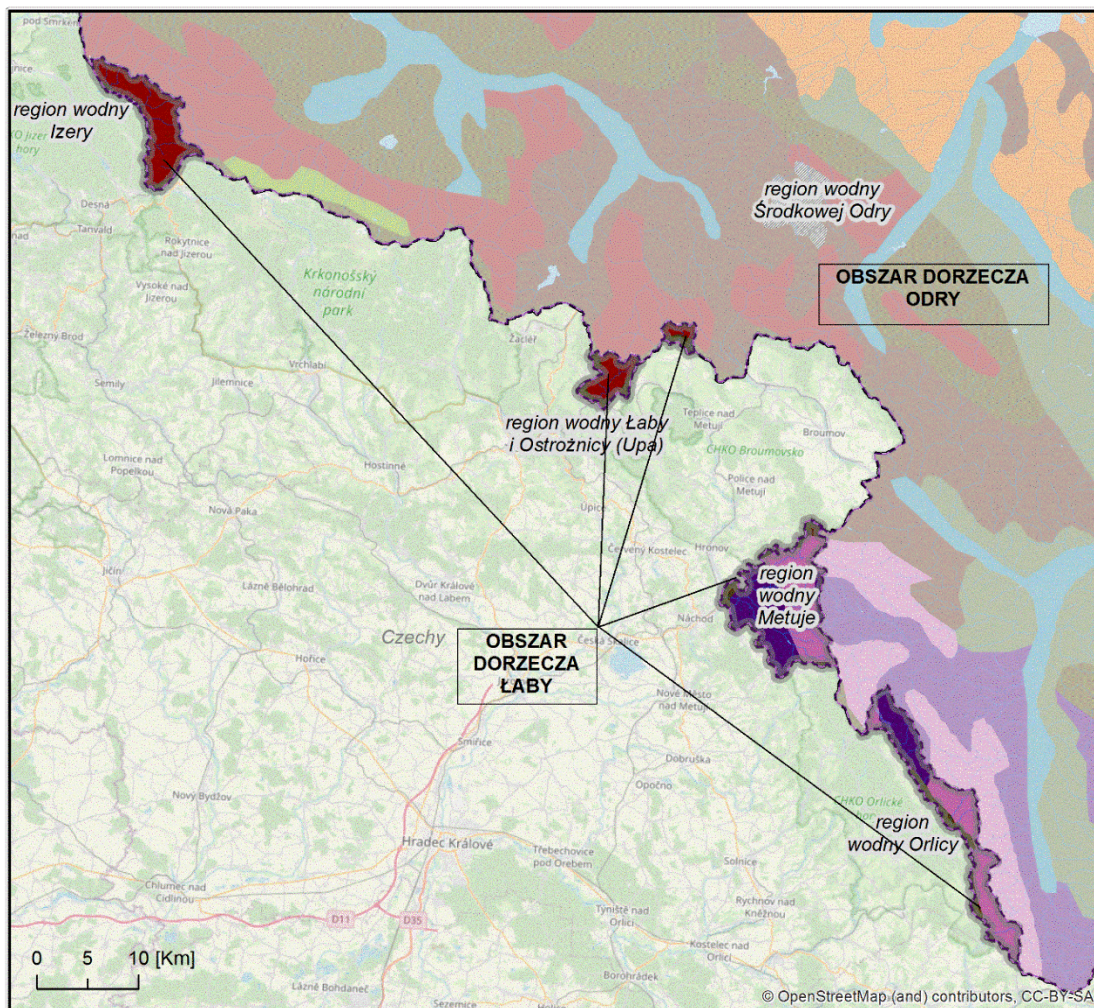 pod Smrkem
region wodny
Izery
hory
Desná
Tanvald
Rokytnice
nad Jizerou
Vysoké nad
Jizerou
Krkonošský
národní
park
Železný Brod
Semily
Jilemnice
Vrchlabí
Žacléř
region wodny
Środkowej Odry
OBSZAR DORZECZA
ODRY
region wodny Łaby
i Ostrożnicy (Upa)
Teplice nad
Metují
Broumov
CHKO Broumovsko
Police nad
Metují
Lomnice nad
Popelkou
Hostinné
Nová Paka
Úpice
Červený Kostelec
Hronov
region
wodny
Metuje
Jičín
Lázně Bělohrad
Dvůr Králové
nad Labem
Náchod
Czechy
OBSZAR
DORZECZA
ŁABY
Česká Skalice
Hořice
Nové Město
nad Metují
Smiřice
Dobruška
Opočno
Nový Bydžov
CHKO Orlické
region
wodny Orlicy
Hradec Králové
Třebechovice
pod Orebem
Solnice
Chlumec nad
Cidlinou
Rychnov nad
Kněžnou
D11
D35
Týniště nad
Orlicí
Kostelec nad
Orlicí
Borohrádek
Lázně Bohdaneč
Sezemice
0 5 10 [Km]
© OpenStreetMap (and) contributors, CC-BY-SA